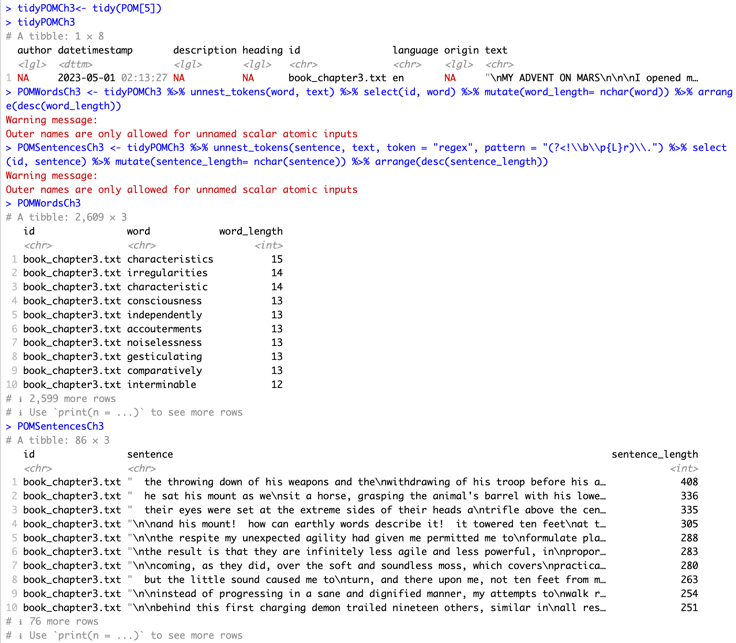 > tidyPOMCh3<- tidy(POM[5])
> tidyPOMCh3
# A tibble: 1 × 8
  author datetimestamp       description heading id                language origin text
  <lgl>  <dttm>              <lgl>       <lgl>   <chr>             <chr>    <lgl>  <chr>
1 NA     2023-05-01 02:13:27 NA          NA      book_chapter3.txt en       NA     "\nMY ADVENT ON MARS\n\n\nI opened m…
> POMWordsCh3 <- tidyPOMCh3 %>% unnest_tokens(word, text) %>% select(id, word) %>% mutate(word_length= nchar(word)) %>% arrang
e(desc(word_length))
Warning message:
Outer names are only allowed for unnamed scalar atomic inputs
> POMSentencesCh3 <- tidyPOMCh3 %>% unnest_tokens(sentence, text, token = "regex", pattern = "(?<!\\b\\p{L}r)\\.") %>% select
(id, sentence) %>% mutate(sentence_length= nchar(sentence)) %>% arrange(desc(sentence_length))
Warning message:
Outer names are only allowed for unnamed scalar atomic inputs
> POMWordsCh3
# A tibble: 2,609 × 3
   id                word            word_length
   <chr>             <chr>                 <int>
 1 book_chapter3.txt characteristics          15
 2 book_chapter3.txt irregularities           14
 3 book_chapter3.txt characteristic           14
 4 book_chapter3.txt consciousness            13
 5 book_chapter3.txt independently            13
 6 book_chapter3.txt accouterments            13
 7 book_chapter3.txt noiselessness            13
 8 book_chapter3.txt gesticulating            13
 9 book_chapter3.txt comparatively            13
10 book_chapter3.txt interminable             12
# ℹ 2,599 more rows
# ℹ Use `print(n = ...)` to see more rows
> POMSentencesCh3
# A tibble: 86 × 3
   id                sentence                                                                    sentence_length
   <chr>             <chr>                                                                                 <int>
 1 book_chapter3.txt "  the throwing down of his weapons and the\nwithdrawing of his troop before his a…     408
 2 book_chapter3.txt "  he sat his mount as we\nsit a horse, grasping the animal's barrel with his lowe…     336
 3 book_chapter3.txt "  their eyes were set at the extreme sides of their heads a\ntrifle above the cen…     335
 4 book_chapter3.txt "\n\nand his mount!  how can earthly words describe it!  it towered ten feet\nat t…     305
 5 book_chapter3.txt "\n\nthe respite my unexpected agility had given me permitted me to\nformulate pla…     288
 6 book_chapter3.txt "\nthe result is that they are infinitely less agile and less powerful, in\npropor…     283
 7 book_chapter3.txt "\n\ncoming, as they did, over the soft and soundless moss, which covers\npractica…     280
 8 book_chapter3.txt "  but the little sound caused me to\nturn, and there upon me, not ten feet from m…     263
 9 book_chapter3.txt "\n\ninstead of progressing in a sane and dignified manner, my attempts to\nwalk r…     254
10 book_chapter3.txt "\n\nbehind this first charging demon trailed nineteen others, similar in\nall res…     251
# ℹ 76 more rows
# ℹ Use `print(n = ...)` to see more rows